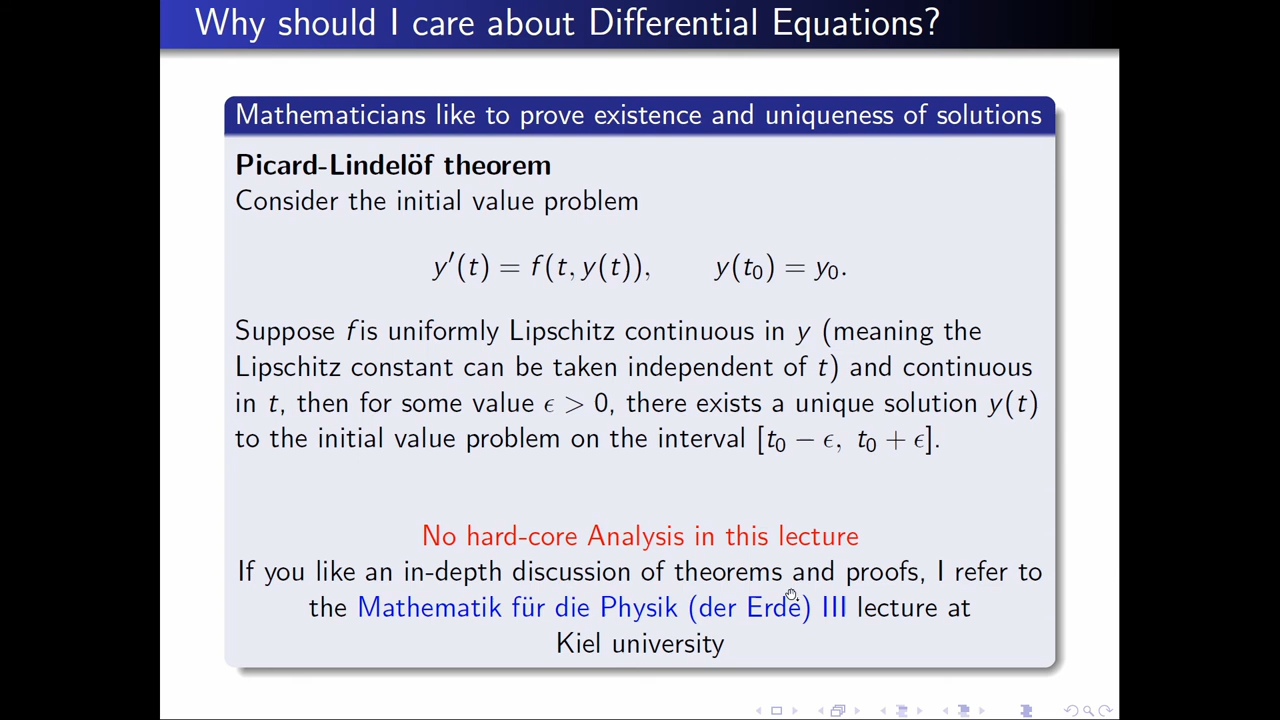 Why should I care about Differential Equations?
Mathematicians like to prove existence and uniqueness of solutions
Picard-Lindelöf theorem
Consider the initial value problem
y′(t) = f(t, y(t)), y(t₀) = y₀.
Suppose f is uniformly Lipschitz continuous in y (meaning the
Lipschitz constant can be taken independent of t) and continuous
in t, then for some value ϵ > 0, there exists a unique solution y(t)
to the initial value problem on the interval [t₀ − ϵ, t₀ + ϵ].
No hard-core Analysis in this lecture
If you like an in-depth discussion of theorems and proofs, I refer to
the Mathematik für die Physik (der Erde) III lecture at
Kiel university